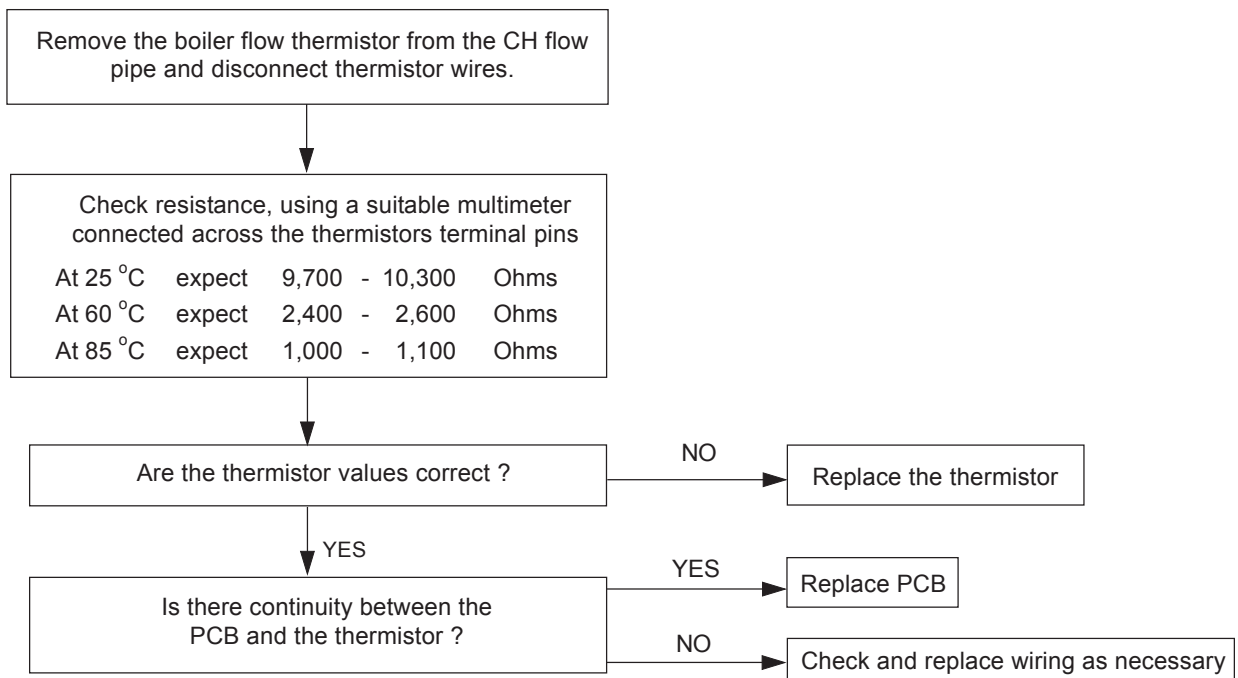 Remove the boiler flow thermistor from the CH flow
pipe and disconnect thermistor wires.
Check resistance, using a suitable multimeter
connected across the thermistors terminal pins
At 25 °C expect 9,700 - 10,300 Ohms
At 60 °C expect 2,400 - 2,600 Ohms
At 85 °C expect 1,000 - 1,100 Ohms
Are the thermistor values correct ?
NO
Replace the thermistor
YES
Is there continuity between the
PCB and the thermistor ?
YES
Replace PCB
NO
Check and replace wiring as necessary